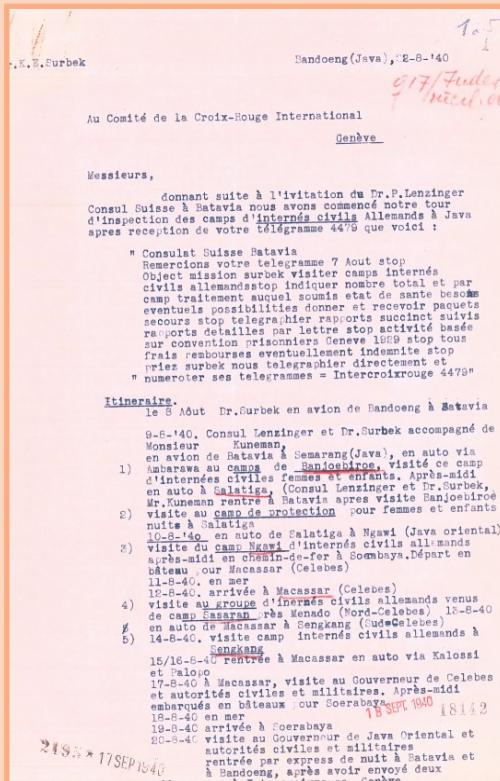 .K.E.Surbek
Bandoeng(Java),22-8-'40
Au Comité de la Croix-Rouge International
Genève
Messieurs,
donnant suite à l'ivitation du Dr.P.Lenzinger
Consul Suisse à Batavia nous avons commencé notre tour
d'inspection des camps d'internés civils Allemands à Java
apres reception de votre télégramme 4479 que voici :
" Consulat Suisse Batavia
Remercions votre telegramme 7 Aout stop
Object mission surbek visiter camps internés
civils allemandsstop indiquer nombre total et par
camp traitement auquel soumis etat de sante besoins
eventuels possibilities donner et recevoir paquets
secours stop telegraphier rapports succinct suivis
rapports detailles par lettre stop activité basée
sur convention prisonniers Geneve 1929 stop tous
frais rembourses eventuellement indemnite stop
priez surbek nous telegraphier directement et
" numeroter ses telegrammes = Intercroixrouge 4479"
Itineraire.
le 8 Aôut Dr.Surbek en avion de Bandoeng à Batavia
9-8-'40. Consul Lenzinger et Dr.Surbek accompagné de
Monsieur Kuneman,
en avion de Batavia à Semarang(Java), en auto via
1) Ambarawa au camps de Banjoebiroe, visité ce camp
d'internées civiles femmes et enfants. Après-midi
en auto à Salatiga, (Consul Lenzinger et Dr.Surbek,
Mr.Kuneman rentre à Batavia apres visite Banjoebiroe
2) visite au camp de protection pour femmes et enfants
nuit à Salatiga
10-8-'40 en auto de Salatiga à Ngawi (Java oriental)
3) visite du camp Ngawi d'internés civils allemands
après-midi en chemin-de-fer à Soerabaya.Départ en
bâteau pour Macassar (Celebes)
11-8-40. en mer
12-8-40. arrivée à Macassar (Celebes)
4) visite au groupe d'inernés civils allemands venus
de camp Sasaran près Menado (Nord-Celebes) 13-8-40
en auto de Macassar à Sengkang (Sud-Celebes)
5) 14-8-40. visite camp internés civils allemands à
Sengkang
15/16-8-40 rentrée à Macassar en auto via Kalossi
et Palopo
17-8-40 à Macassar, visite au Gouverneur de Celebes
et autorités civiles et militaires. Après-midi
embarqués en bâteaux pour Soerabaya
18 SEPT. 1940
18142
18-8-40 en mer
19-8-40 arrivée à Soerabaya
20-8-40 visite au Gouverneur de Java Oriental et
autorités civiles et militaires
2193 * 17 SEP 1940
rentrée par express de nuit à Batavia et
à Bandoeng, après avoir envoyé deux